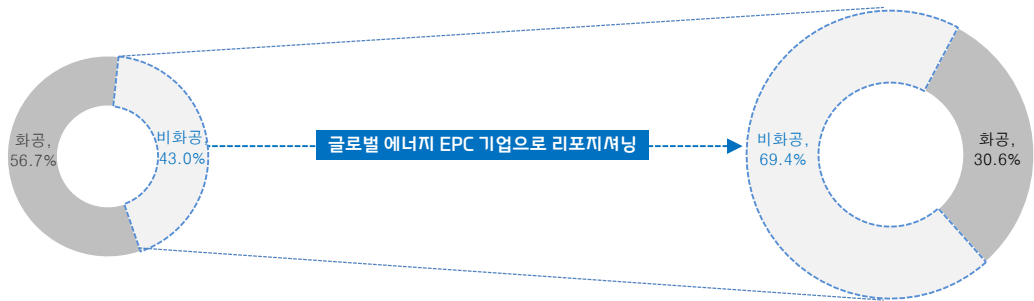 화공,
56.7%
비화공,
43.0%
글로벌 에너지 EPC 기업으로 리포지셔닝
비화공,
69.4%
화공,
30.6%